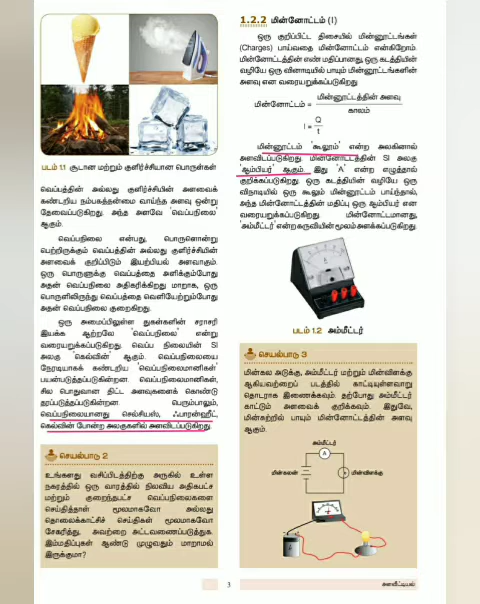 படம் 1.1 சூடான மற்றும் குளிர்ச்சியான பொருள்கள்
வெப்பத்தின் அல்லது குளிர்ச்சியின் அளவைக்
கண்டறிய நம்பகத்தன்மை வாய்ந்த அளவு ஒன்று
தேவைப்படுகிறது. அந்த அளவே 'வெப்பநிலை'
ஆகும்.
வெப்பநிலை என்பது, பொருளொன்று
பெற்றிருக்கும் வெப்பத்தின் அல்லது குளிர்ச்சியின்
அளவைக் குறிப்பிடும் இயற்பியல் அளவாகும்.
ஒரு பொருளுக்கு வெப்பத்தை அளிக்கும்போது
அதன் வெப்பநிலை அதிகரிக்கிறது மாறாக, ஒரு
பொருளிலிருந்து வெப்பத்தை வெளியேற்றும்போது
அதன் வெப்பநிலை குறைகிறது.
ஒரு அமைப்பிலுள்ள துகள்களின் சராசரி
இயக்க ஆற்றலே 'வெப்பநிலை' என்று
வரையறுக்கப்படுகிறது. வெப்ப நிலையின் SI
அலகு 'கெல்வின்' ஆகும். வெப்பநிலையை
நேரடியாகக் கண்டறிய 'வெப்பநிலைமானிகள்'
பயன்படுத்தப்படுகின்றன. வெப்பநிலைமானிகள்,
சில பொதுவான திட்ட அளவுகளைக் கொண்டு
தரப்படுத்தப்படுகின்றன. பெரும்பாலும்,
வெப்பநிலையானது செல்சியஸ், ஃபாரன்ஹீட்,
கெல்வின் போன்ற அலகுகளில் அளவிடப்படுகிறது.
செயல்பாடு 2
உங்களது வசிப்பிடத்திற்கு அருகில் உள்ள
நகரத்தில் ஒரு வாரத்தில் நிலவிய அதிகபட்ச
மற்றும் குறைந்தபட்ச வெப்பநிலைகளை
செய்தித்தாள் மூலமாகவோ அல்லது
தொலைக்காட்சிச் செய்திகள் மூலமாகவோ
சேகரித்து, அவற்றை அட்டவணைப்படுத்துக.
இம்மதிப்புகள் ஆண்டு முழுவதும் மாறாமல்
இருக்குமா?
1.2.2 மின்னோட்டம் (I)
ஒரு குறிப்பிட்ட திசையில் மின்னூட்டங்கள்
(Charges) பாய்வதை மின்னோட்டம் என்கிறோம்.
மின்னோட்டத்தின் எண் மதிப்பானது, ஒரு கடத்தியின்
வழியே ஒரு வினாடியில் பாயும் மின்னூட்டங்களின்
அளவு என வரையறுக்கப்படுகிறது
மின்னோட்டம் = மின்னூட்டத்தின் அளவு
காலம்
I = Q
t
மின்னூட்டம் 'கூலூம்' என்ற அலகினால்
அளவிடப்படுகிறது. மின்னோட்டத்தின் SI அலகு
'ஆம்பியர்' ஆகும். இது 'A' என்ற எழுத்தால்
குறிக்கப்படுகிறது. ஒரு கடத்தியின் வழியே ஒரு
விநாடியில் ஒரு கூலூம் மின்னூட்டம் பாய்ந்தால்,
அந்த மின்னோட்டத்தின் மதிப்பு ஒரு ஆம்பியர் என
வரையறுக்கப்படுகிறது. மின்னோட்டமானது,
'அம்மீட்டர்' என்ற கருவியின் மூலம் அளக்கப்படுகிறது.
படம் 1.2 அம்மீட்டர்
செயல்பாடு 3
மின்கல அடுக்கு, அம்மீட்டர் மற்றும் மின்விளக்கு
ஆகியவற்றைப் படத்தில் காட்டியுள்ளவாறு
தொடராக இணைக்கவும். தற்போது அம்மீட்டர்
காட்டும் அளவைக் குறிக்கவும். இதுவே,
மின்சுற்றில் பாயும் மின்னோட்டத்தின் அளவு
ஆகும்.
அம்மீட்டர்
A
மின்கலன்
மின்விளக்கு
3
அளவீட்டியல்